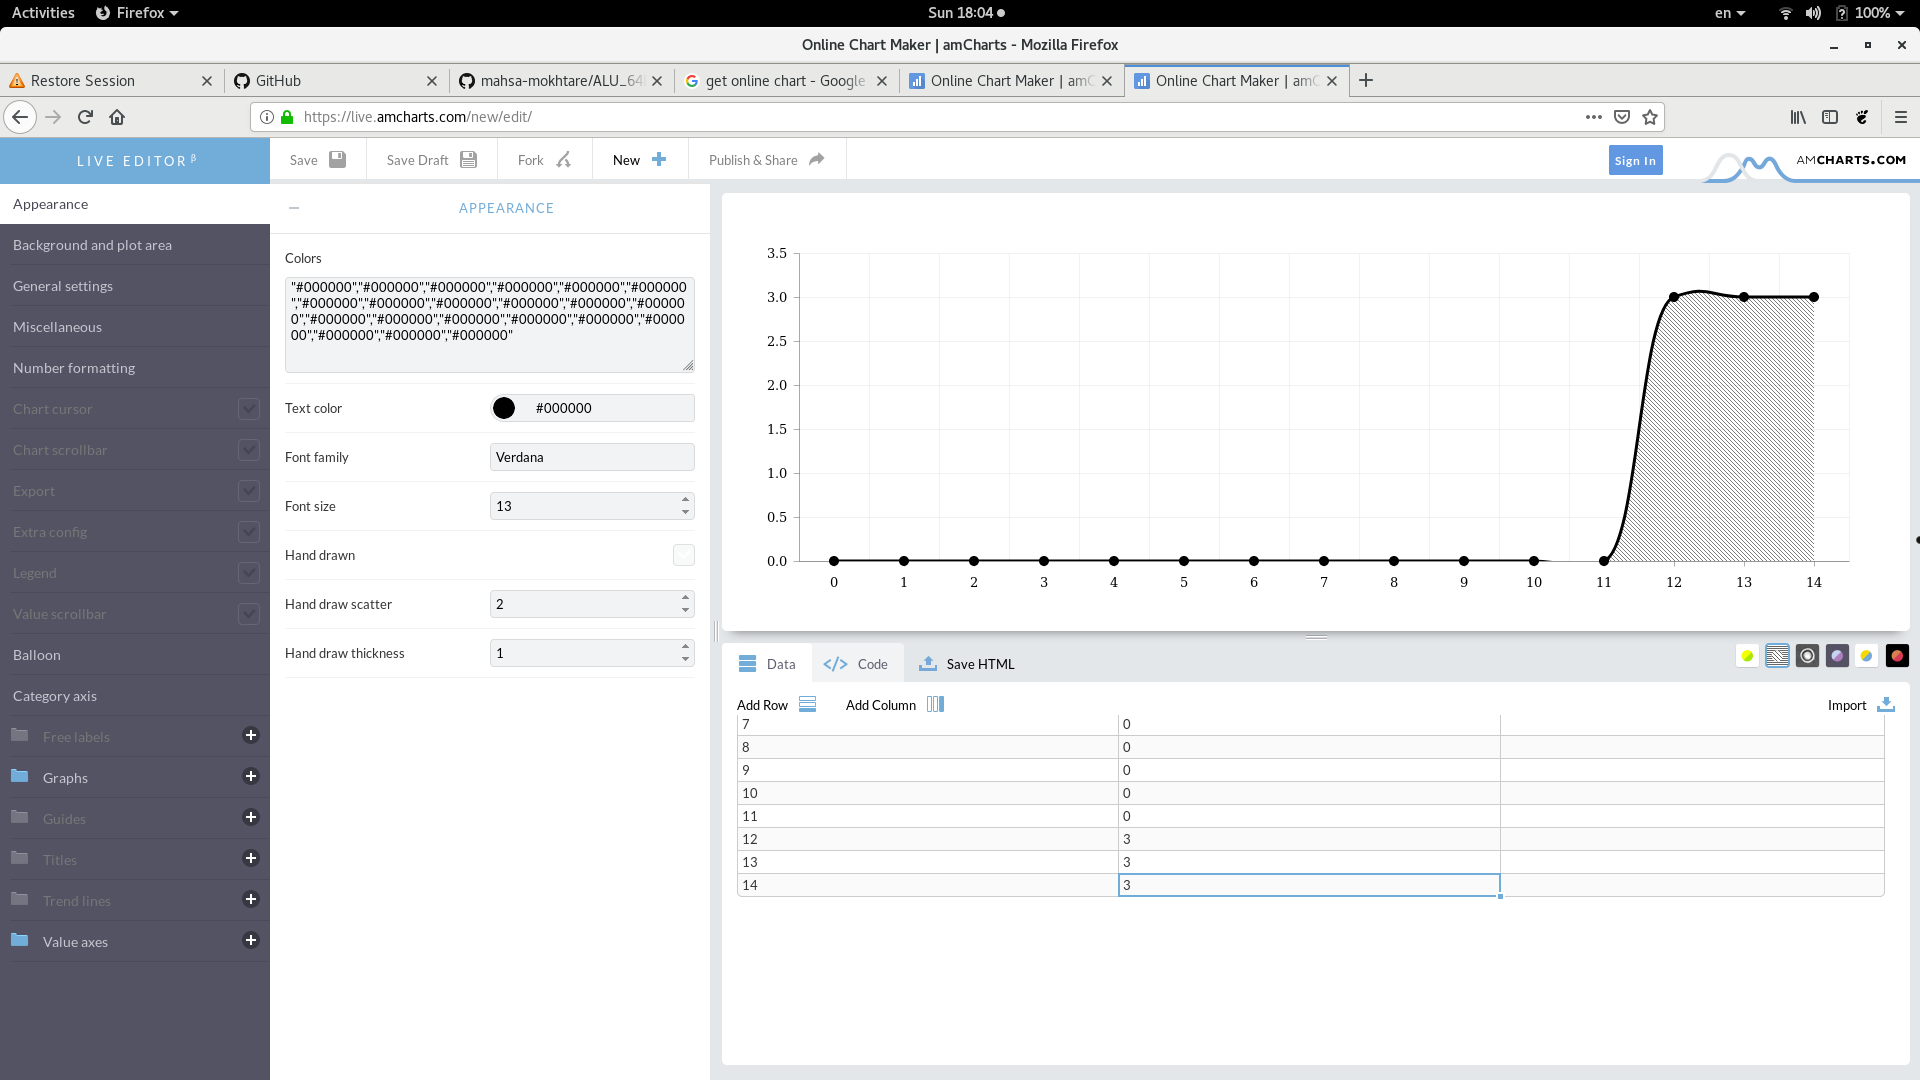 Activities
Firefox
Sun 18:04
en
100%
Online Chart Maker | amCharts - Mozilla Firefox
Restore Session
GitHub
mahsa-mokhtare/ALU_64
get online chart - Google
Online Chart Maker | amC
Online Chart Maker | amC
https://live.amcharts.com/new/edit/
LIVE EDITOR β
Save
Save Draft
Fork
New
Publish & Share
Sign In
AMCHARTS.COM
Appearance
Background and plot area
General settings
Miscellaneous
Number formatting
Chart cursor
Chart scrollbar
Export
Extra config
Legend
Value scrollbar
Balloon
Category axis
Free labels
Graphs
Guides
Titles
Trend lines
Value axes
APPEARANCE
Colors
"#000000","#000000","#000000","#000000","#000000","#000000
","#000000","#000000","#000000","#000000","#000000","#00000
0","#000000","#000000","#000000","#000000","#000000","#0000
00","#000000","#000000","#000000"
Text color
#000000
Font family
Verdana
Font size
13
Hand drawn
Hand draw scatter
2
Hand draw thickness
1
3.5
3.0
2.5
2.0
1.5
1.0
0.5
0.0
0 1 2 3 4 5 6 7 8 9 10 11 12 13 14
Data
Code
Save HTML
Add Row
Add Column
Import
7 0
8 0
9 0
10 0
11 0
12 3
13 3
14 3